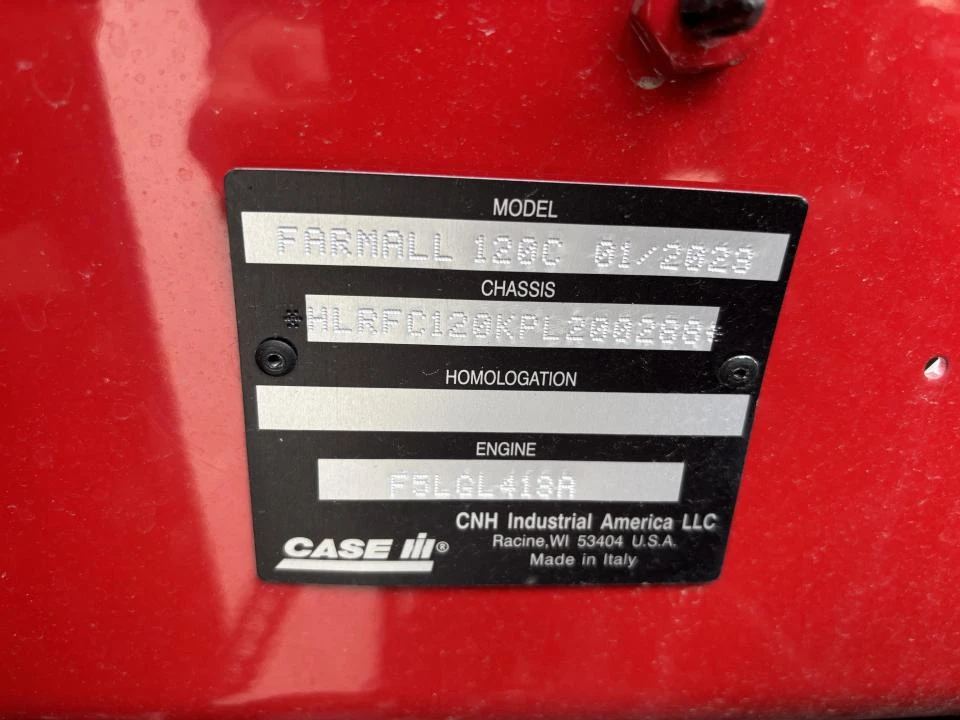 MODEL
FARMALL 120C 01/2023
CHASSIS
*HLRFC120KPL200288*
HOMOLOGATION
ENGINE
F5LGL413A
CNH Industrial America LLC
CASE IH®
Racine, WI 53404 U.S.A.
Made in Italy